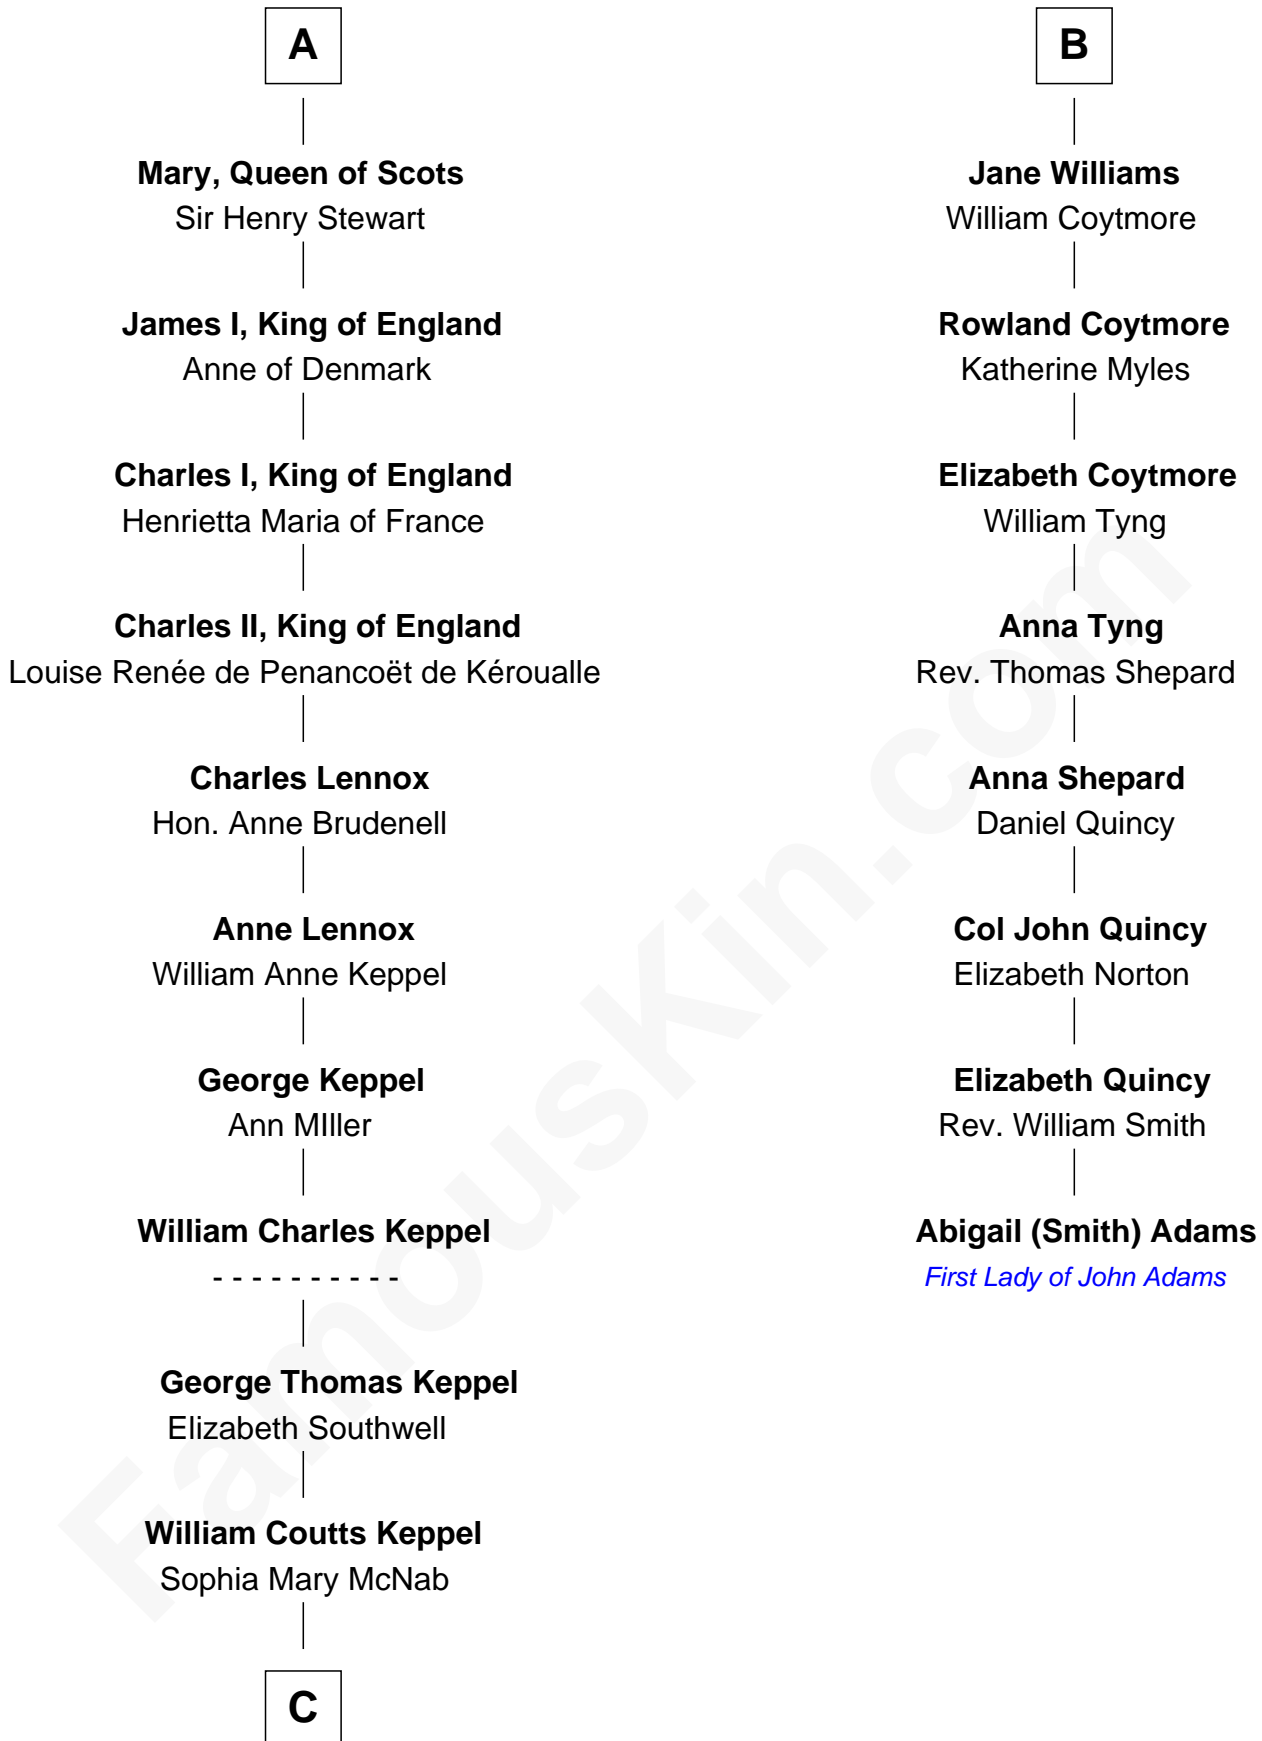 A
Mary, Queen of Scots
Sir Henry Stewart
James I, King of England
Anne of Denmark
Charles I, King of England
Henrietta Maria of France
Charles II, King of England
Louise Renée de Penancoët de Kéroualle
Charles Lennox
Hon. Anne Brudenell
Anne Lennox
William Anne Keppel
George Keppel
Ann MIller
William Charles Keppel
- - - - - - - - - -
George Thomas Keppel
Elizabeth Southwell
William Coutts Keppel
Sophia Mary McNab
C
B
Jane Williams
William Coytmore
Rowland Coytmore
Katherine Myles
Elizabeth Coytmore
William Tyng
Anna Tyng
Rev. Thomas Shepard
Anna Shepard
Daniel Quincy
Col John Quincy
Elizabeth Norton
Elizabeth Quincy
Rev. William Smith
Abigail (Smith) Adams
First Lady of John Adams
FamousKin.com